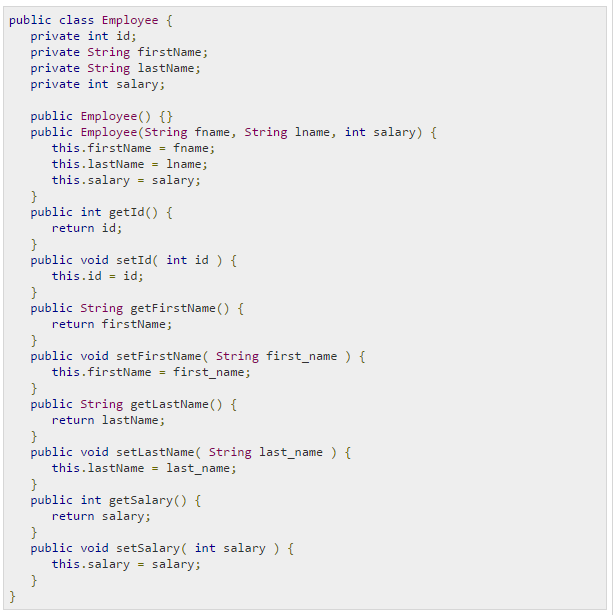 public class Employee {
   private int id;
   private String firstName;
   private String lastName;
   private int salary;

   public Employee() {}
   public Employee(String fname, String lname, int salary) {
      this.firstName = fname;
      this.lastName = lname;
      this.salary = salary;
   }
   public int getId() {
      return id;
   }
   public void setId( int id ) {
      this.id = id;
   }
   public String getFirstName() {
      return firstName;
   }
   public void setFirstName( String first_name ) {
      this.firstName = first_name;
   }
   public String getLastName() {
      return lastName;
   }
   public void setLastName( String last_name ) {
      this.lastName = last_name;
   }
   public int getSalary() {
      return salary;
   }
   public void setSalary( int salary ) {
      this.salary = salary;
   }
}